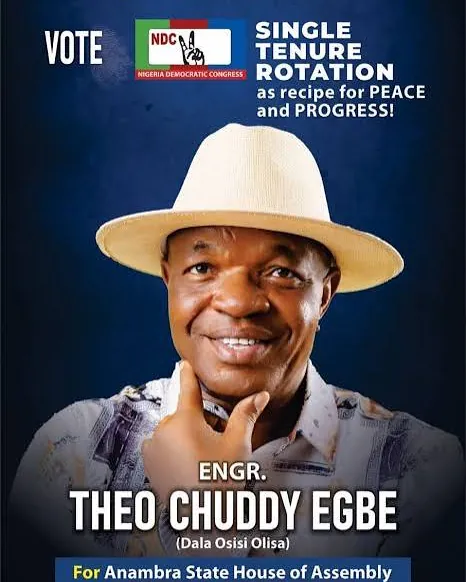 VOTE
NDC
NIGERIA DEMOCRATIC CONGRESS
SINGLE
TENURE
ROTATION
as recipe for PEACE
and PROGRESS!
ENGR.
THEO CHUDDY EGBE
(Dala Osisi Olisa)
For Anambra State House of Assembly